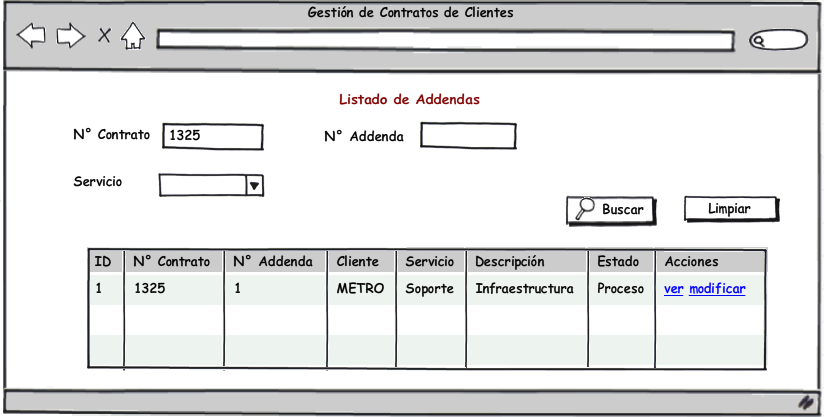 Gestión de Contratos de Clientes
X
Listado de Addendas
N° Contrato 1325 N° Addenda
Servicio
Buscar Limpiar
ID N° Contrato N° Addenda Cliente Servicio Descripción Estado Acciones
1 1325 1 METRO Soporte Infraestructura Proceso ver modificar